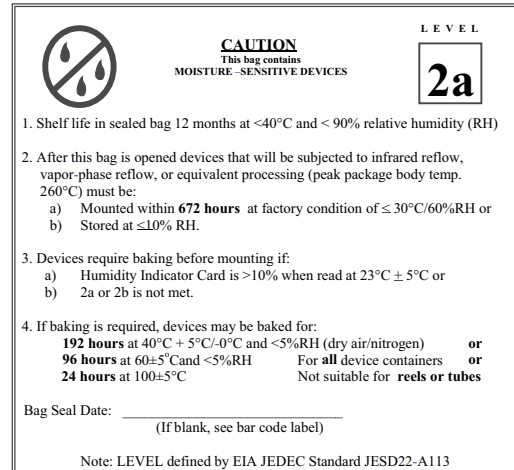 LEVEL
CAUTION
This bag contains
MOISTURE –SENSITIVE DEVICES
2a
1. Shelf life in sealed bag 12 months at <40°C and < 90% relative humidity (RH)
2. After this bag is opened devices that will be subjected to infrared reflow,
vapor-phase reflow, or equivalent processing (peak package body temp.
260°C) must be:
a) Mounted within 672 hours at factory condition of ≤ 30°C/60%RH or
b) Stored at ≤10% RH.
3. Devices require baking before mounting if:
a) Humidity Indicator Card is >10% when read at 23°C ± 5°C or
b) 2a or 2b is not met.
4. If baking is required, devices may be baked for:
192 hours at 40°C + 5°C/-0°C and <5%RH (dry air/nitrogen) or
96 hours at 60±5°Cand <5%RH For all device containers or
24 hours at 100±5°C Not suitable for reels or tubes
Bag Seal Date: ______________________________
(If blank, see bar code label)
Note: LEVEL defined by EIA JEDEC Standard JESD22-A113